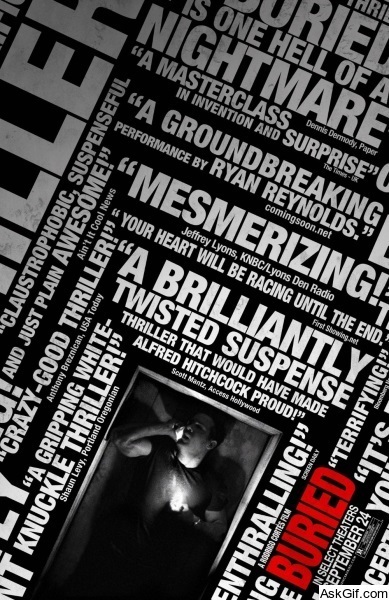 THRILLER
BURIED
IS ONE HELL OF A
NIGHTMARE
Dennis Dermody, Paper
"A MASTERCLASS
IN INVENTION AND SURPRISE"
The Times - UK
"A GROUNDBREAKING
PERFORMANCE BY RYAN REYNOLDS."
comingsoon.net
"MESMERIZING!
Jeffrey Lyons, KNBC/Lyons Den Radio
"YOUR HEART WILL BE RACING UNTIL THE END.
First Showing.net
"A BRILLIANTLY
TWISTED SUSPENSE
THRILLER THAT WOULD HAVE MADE
ALFRED HITCHCOCK PROUD!"
Scott Mantz, Access Hollywood
"CLAUSTROPHOBIC, SUSPENSEFUL
AND JUST PLAIN AWESOME!"
Ain't It Cool News
"CRAZY-GOOD THRILLER!"
Anthony Breznican, USA Today
"A GRIPPING WHITE-
KNUCKLE THRILLER!"
Shaun Levy, Portland Oregonian
ENTHRALLING!"
SCREEN DAILY
A RODRIGO CORTÉS FILM
BURIED
IN SELECT THEATERS
SEPTEMBER 24
"TERRIFYING!
"IT'S
AskGif.com